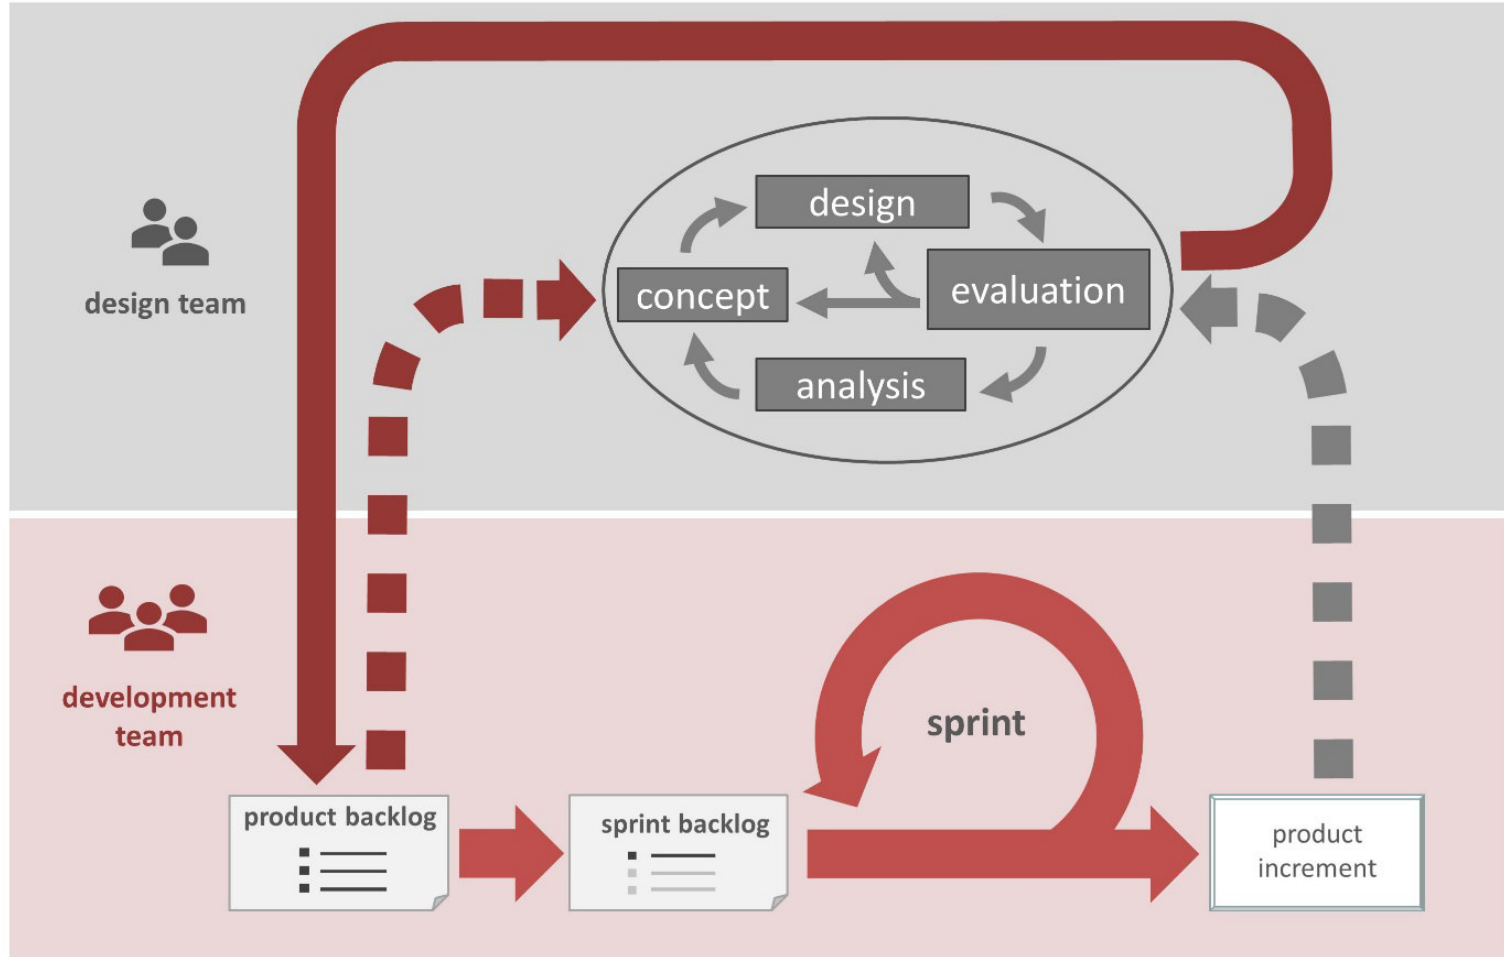 design
evaluation
concept
analysis
design team
development
team
sprint
product backlog
sprint backlog
product
increment